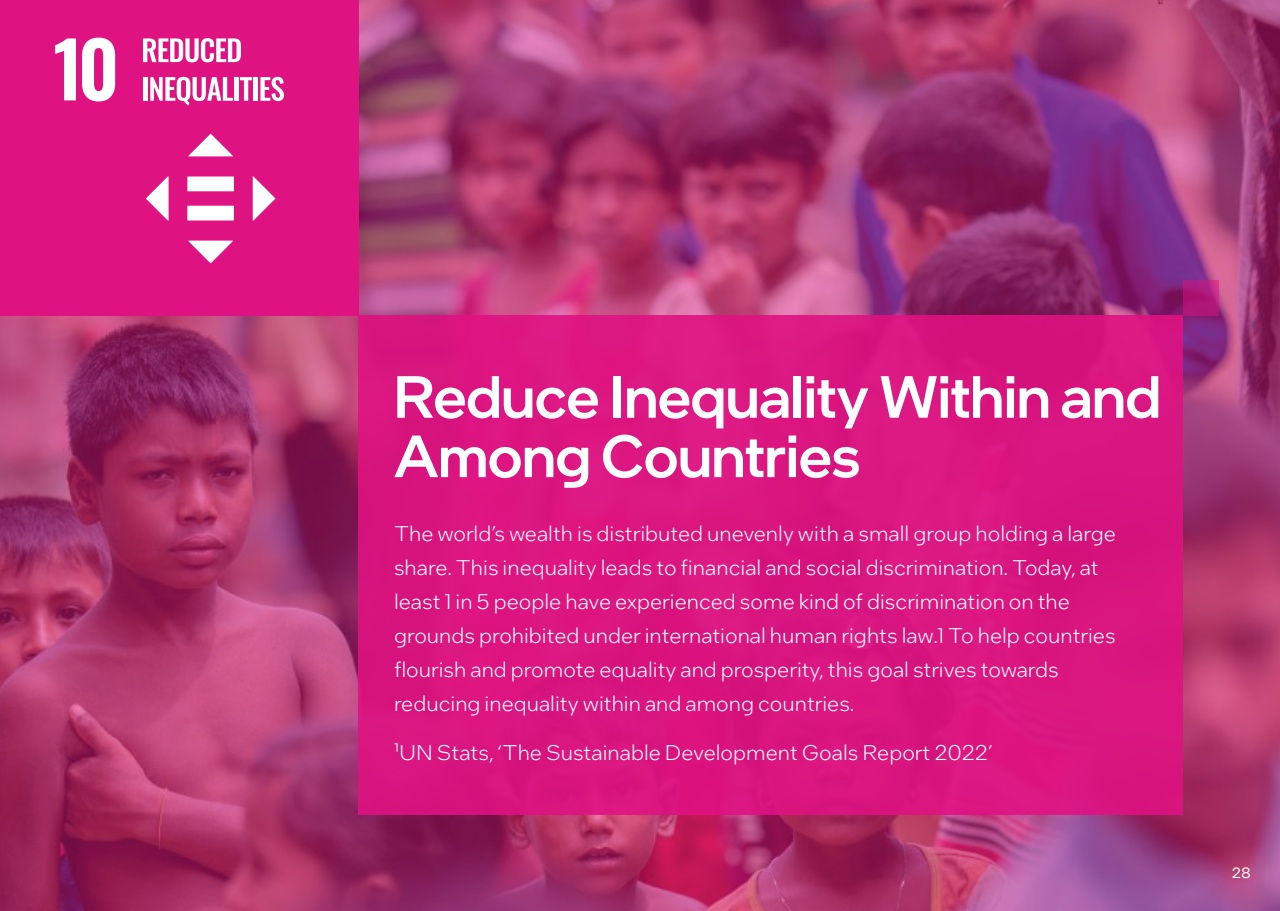 10 REDUCED
INEQUALITIES
Reduce Inequality Within and
Among Countries
The world’s wealth is distributed unevenly with a small group holding a large
share. This inequality leads to financial and social discrimination. Today, at
least 1 in 5 people have experienced some kind of discrimination on the
grounds prohibited under international human rights law.1 To help countries
flourish and promote equality and prosperity, this goal strives towards
reducing inequality within and among countries.
¹UN Stats, ‘The Sustainable Development Goals Report 2022’
28